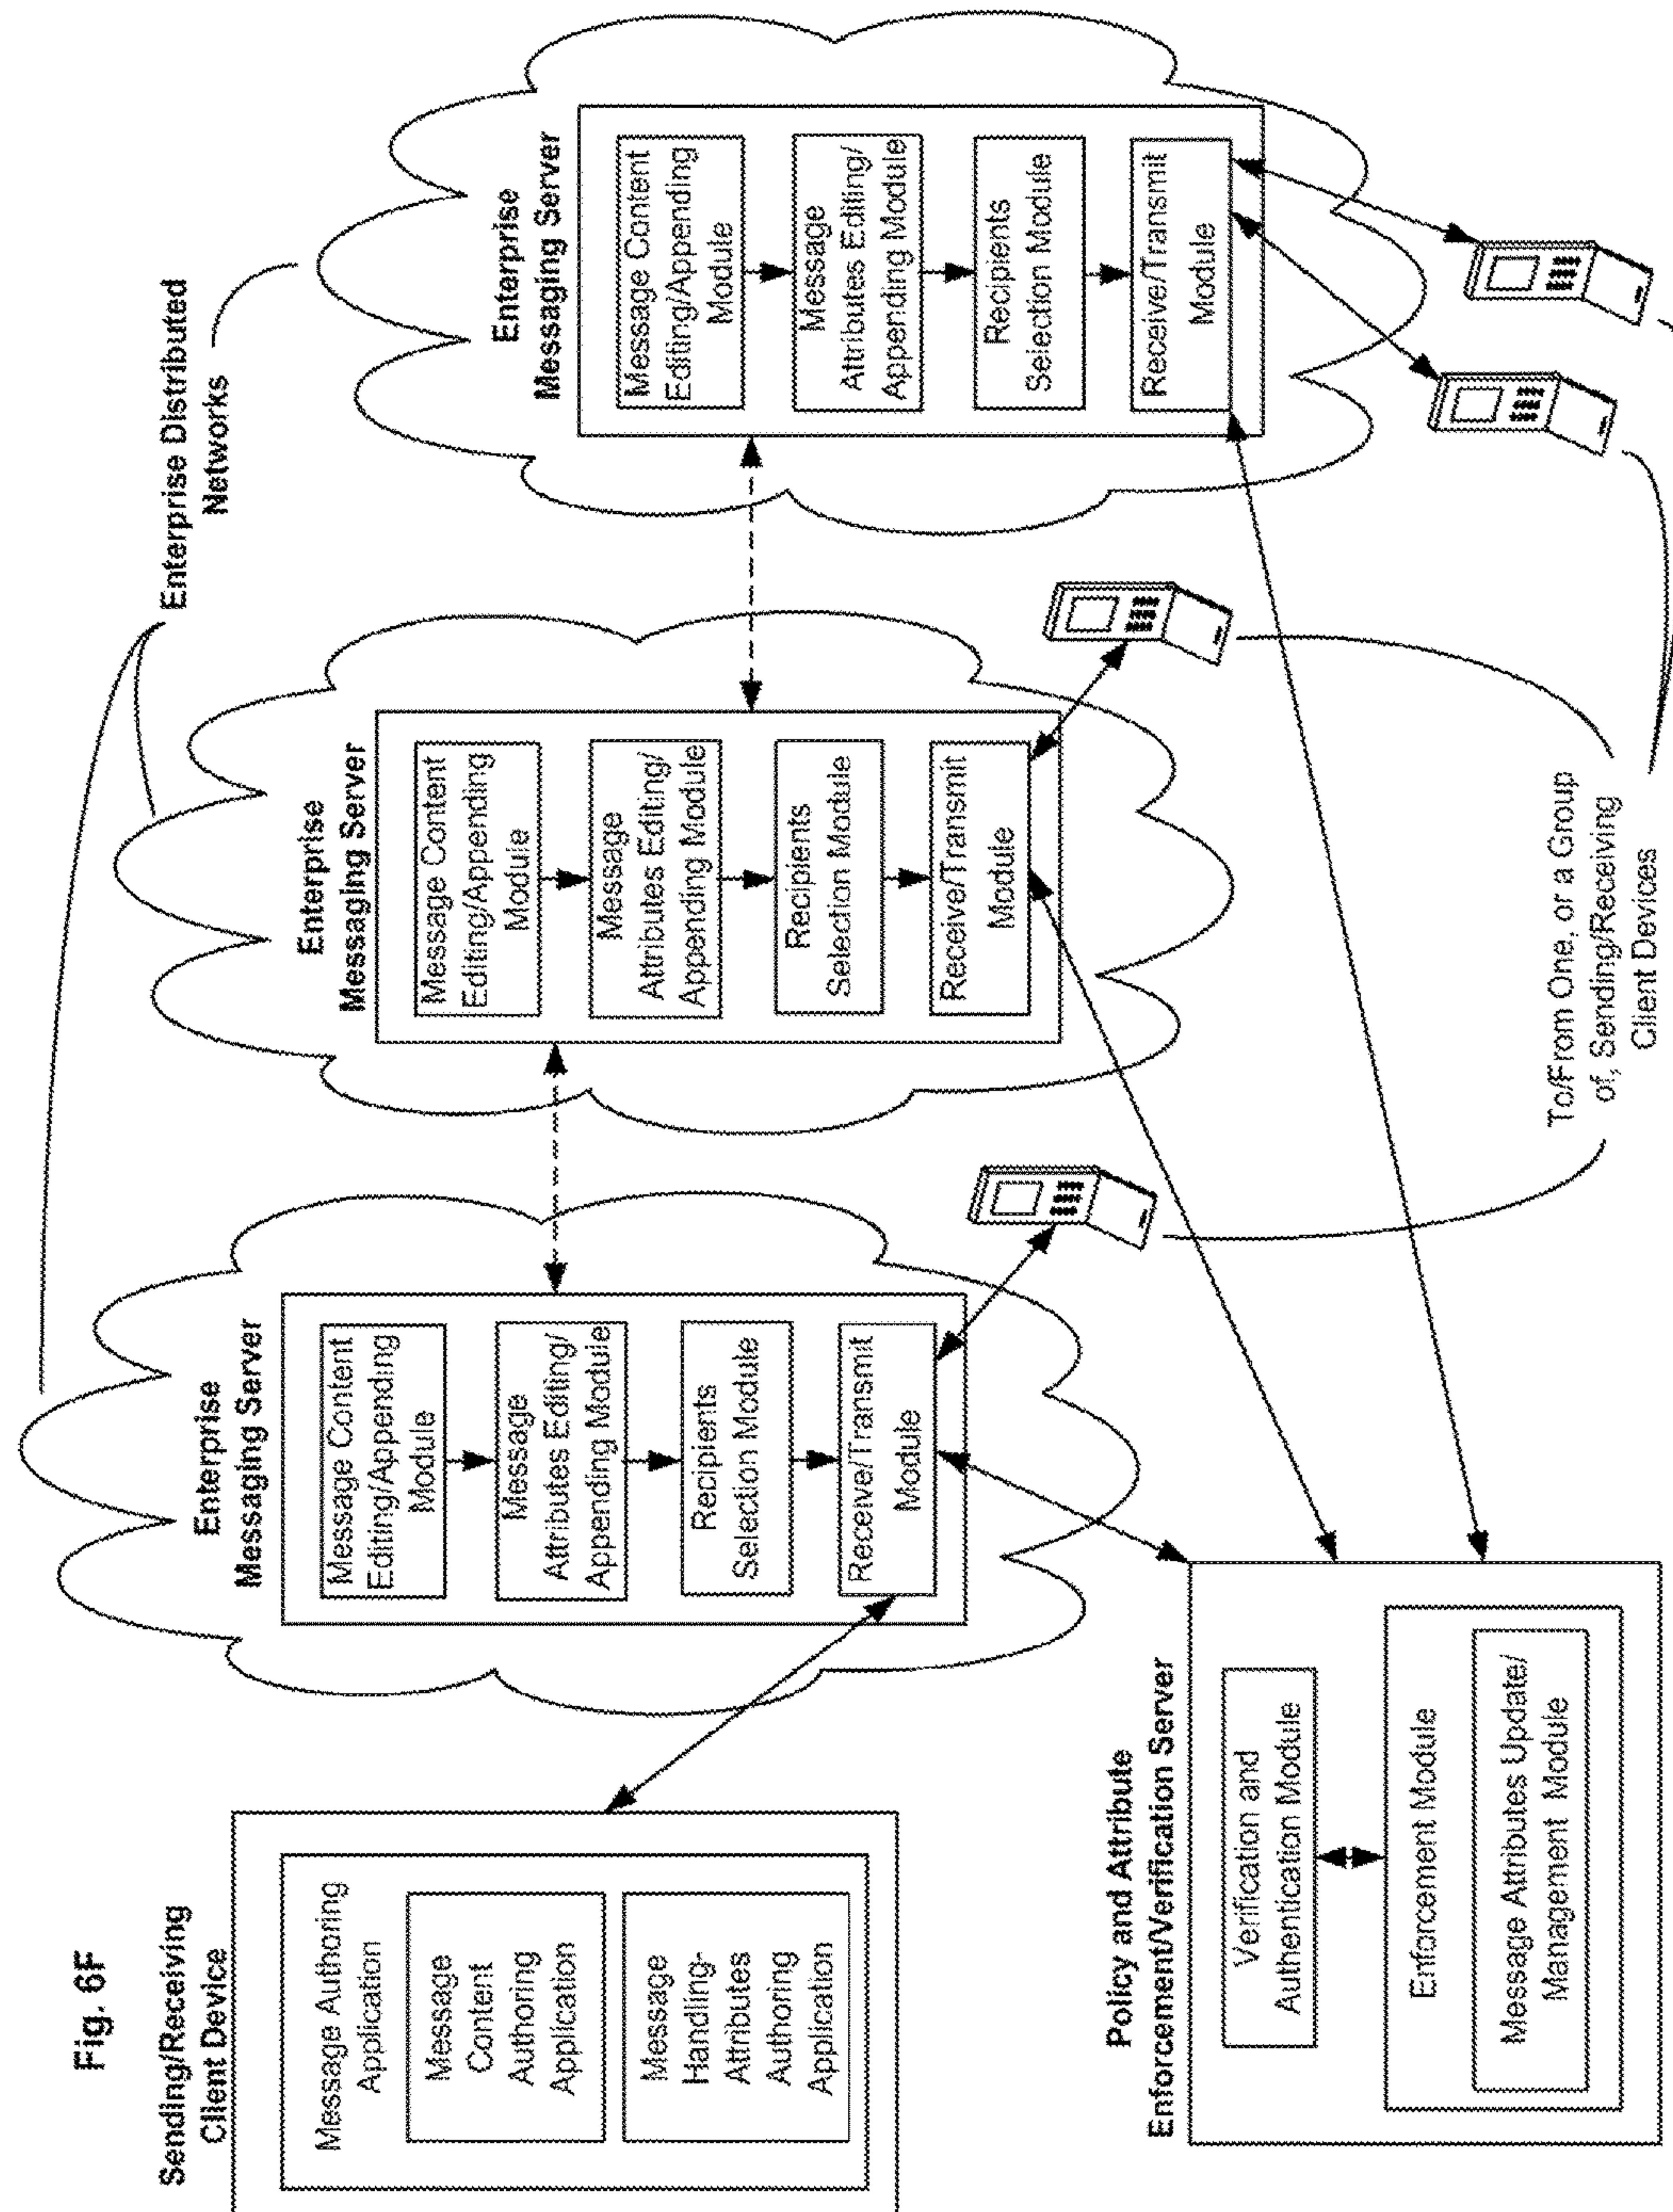 Fig. 6F
Sending/Receiving
Client Device
Message Authoring
Application
Message
Content
Authoring
Application
Message
Handling-
Attributes
Authoring
Application
Enterprise
Messaging Server
Message Content
Editing/Appending
Module
Message
Attributes Editing/
Appending Module
Recipients
Selection Module
Receive/Transmit
Module
Enterprise
Messaging Server
Message Content
Editing/Appending
Module
Message
Attributes Editing/
Appending Module
Recipients
Selection Module
Receive/Transmit
Module
Enterprise Distributed
Networks
Enterprise
Messaging Server
Message Content
Editing/Appending
Module
Message
Attributes Editing/
Appending Module
Recipients
Selection Module
Receive/Transmit
Module
Policy and Attribute
Enforcement/Verification Server
Verification and
Authentication Module
Enforcement Module
Message Attributes Update/
Management Module
To/From One, or a Group
of, Sending/Receiving
Client Devices